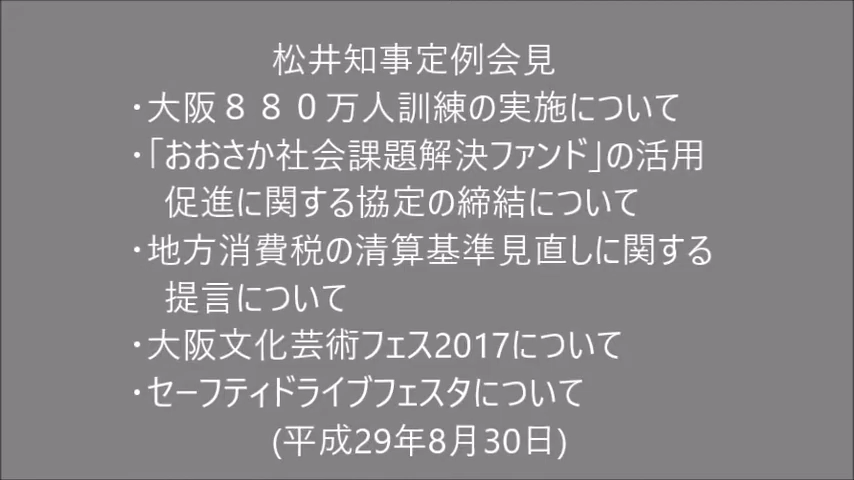 松井知事定例会見
・大阪８８０万人訓練の実施について
・「おおさか社会課題解決ファンド」の活用
促進に関する協定の締結について
・地方消費税の清算基準見直しに関する
提言について
・大阪文化芸術フェス2017について
・セーフティドライブフェスタについて
(平成29年8月30日)